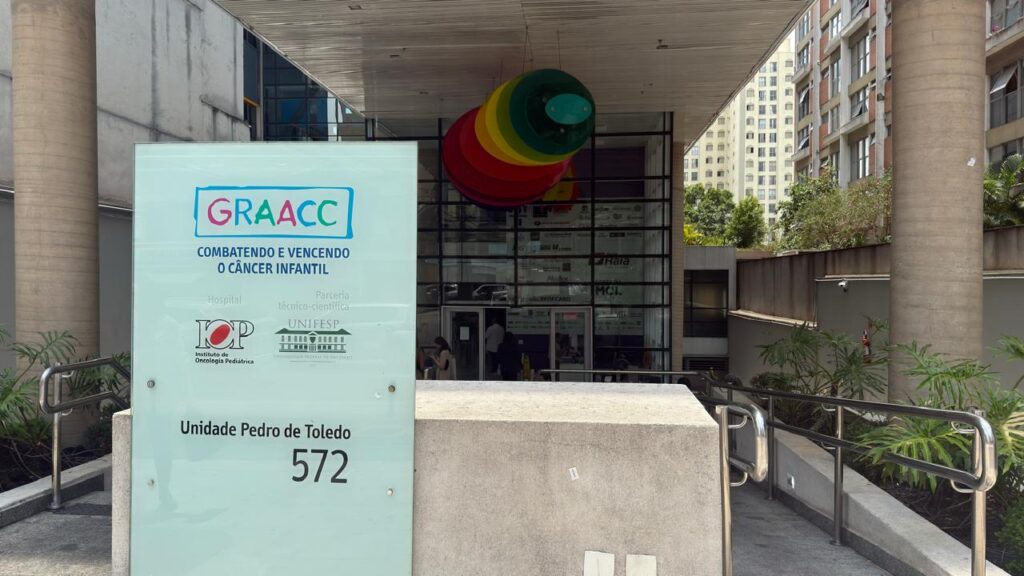 GRAACC
COMBATENDO E VENCENDO
O CÂNCER INFANTIL
Hospital
Parceria
técnico-científica
IOP
Instituto de
Oncologia Pediátrica
UNIFESP
Unidade Pedro de Toledo
572
Raia